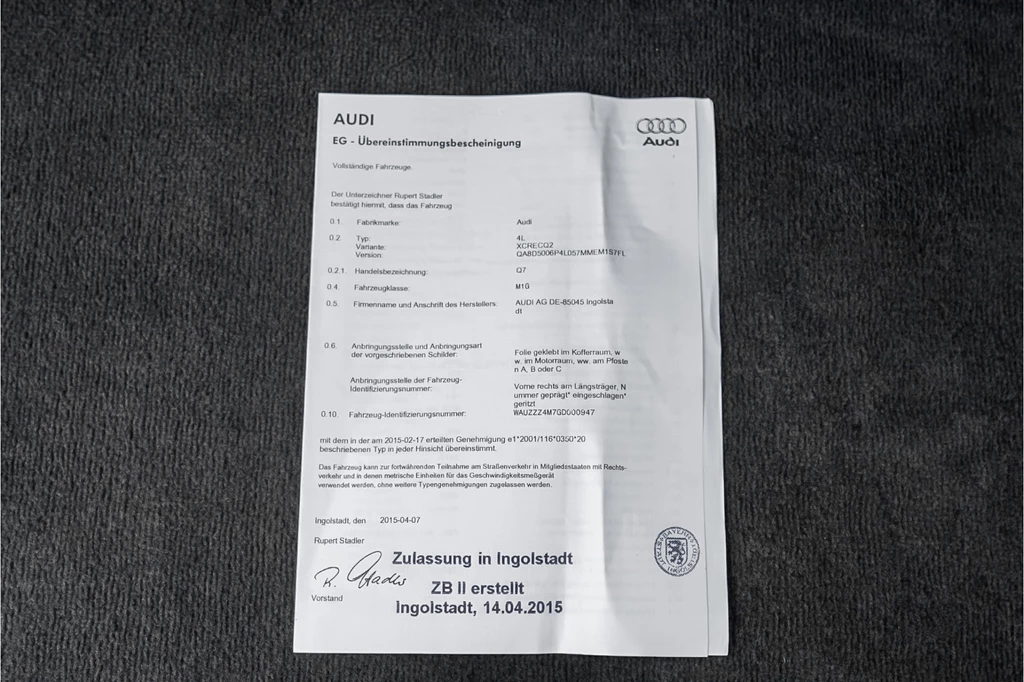 AUDI
Audi
EG - Übereinstimmungsbescheinigung
Vollständige Fahrzeuge
Der Unterzeichner Rupert Stadler
bestätigt hiermit, dass das Fahrzeug
0.1. Fabrikmarke: Audi
0.2. Typ: 4L
Variante: XCRECQ2
Version: QA8D5006P4L057MMEM1S7FL
0.2.1. Handelsbezeichnung: Q7
0.4. Fahrzeugklasse: M1G
0.5. Firmenname und Anschrift des Herstellers: AUDI AG DE-85045 Ingolsta
dt
0.6. Anbringungsstelle und Anbringungsart
der vorgeschriebenen Schilder: Folie geklebt im Kofferraum, w
w. im Motorraum, ww. am Pfoste
n A, B oder C
Anbringungsstelle der Fahrzeug-
Identifizierungsnummer: Vorne rechts am Längsträger, N
ummer geprägt* eingeschlagen*
geritzt
0.10. Fahrzeug-Identifizierungsnummer: WAUZZZ4M7GD000947
mit dem in der am 2015-02-17 erteilten Genehmigung e1*2001/116*0350*20
beschriebenen Typ in jeder Hinsicht übereinstimmt.
Das Fahrzeug kann zur fortwährenden Teilnahme am Straßenverkehr in Mitgliedsstaaten mit Rechts-
verkehr und in denen metrische Einheiten für das Geschwindigkeitsmeßgerät
verwendet werden, ohne weitere Typengenehmigungen zugelassen werden.
Ingolstadt, den 2015-04-07
Rupert Stadler
R. Stadler
Vorstand
Zulassung in Ingolstadt
ZB II erstellt
Ingolstadt, 14.04.2015